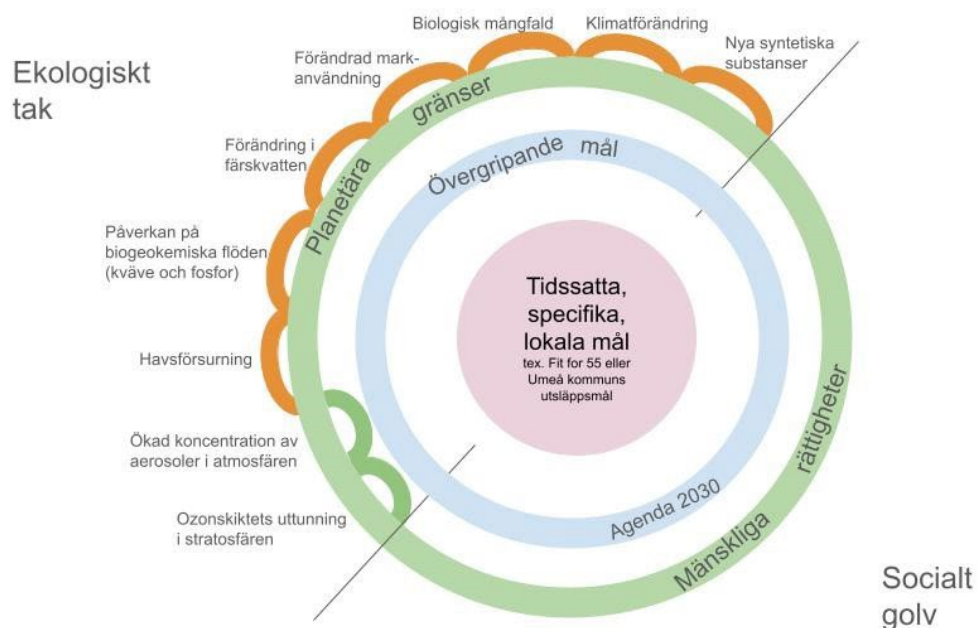 Ekologiskt
tak
Biologisk mångfald
Klimatförändring
Nya syntetiska
substanser
Förändrad mark-
användning
Förändring i
färskvatten
Påverkan på
biogeokemiska flöden
(kväve och fosfor)
Havsförsurning
Ökad koncentration av
aerosoler i atmosfären
Ozonskiktets uttunning
i stratosfären
Planetära gränser
Övergripande mål
Tidssatta,
specifika,
lokala mål
tex. Fit for 55 eller
Umeå kommuns
utsläppsmål
Agenda 2030
Mänskliga rättigheter
Socialt
golv